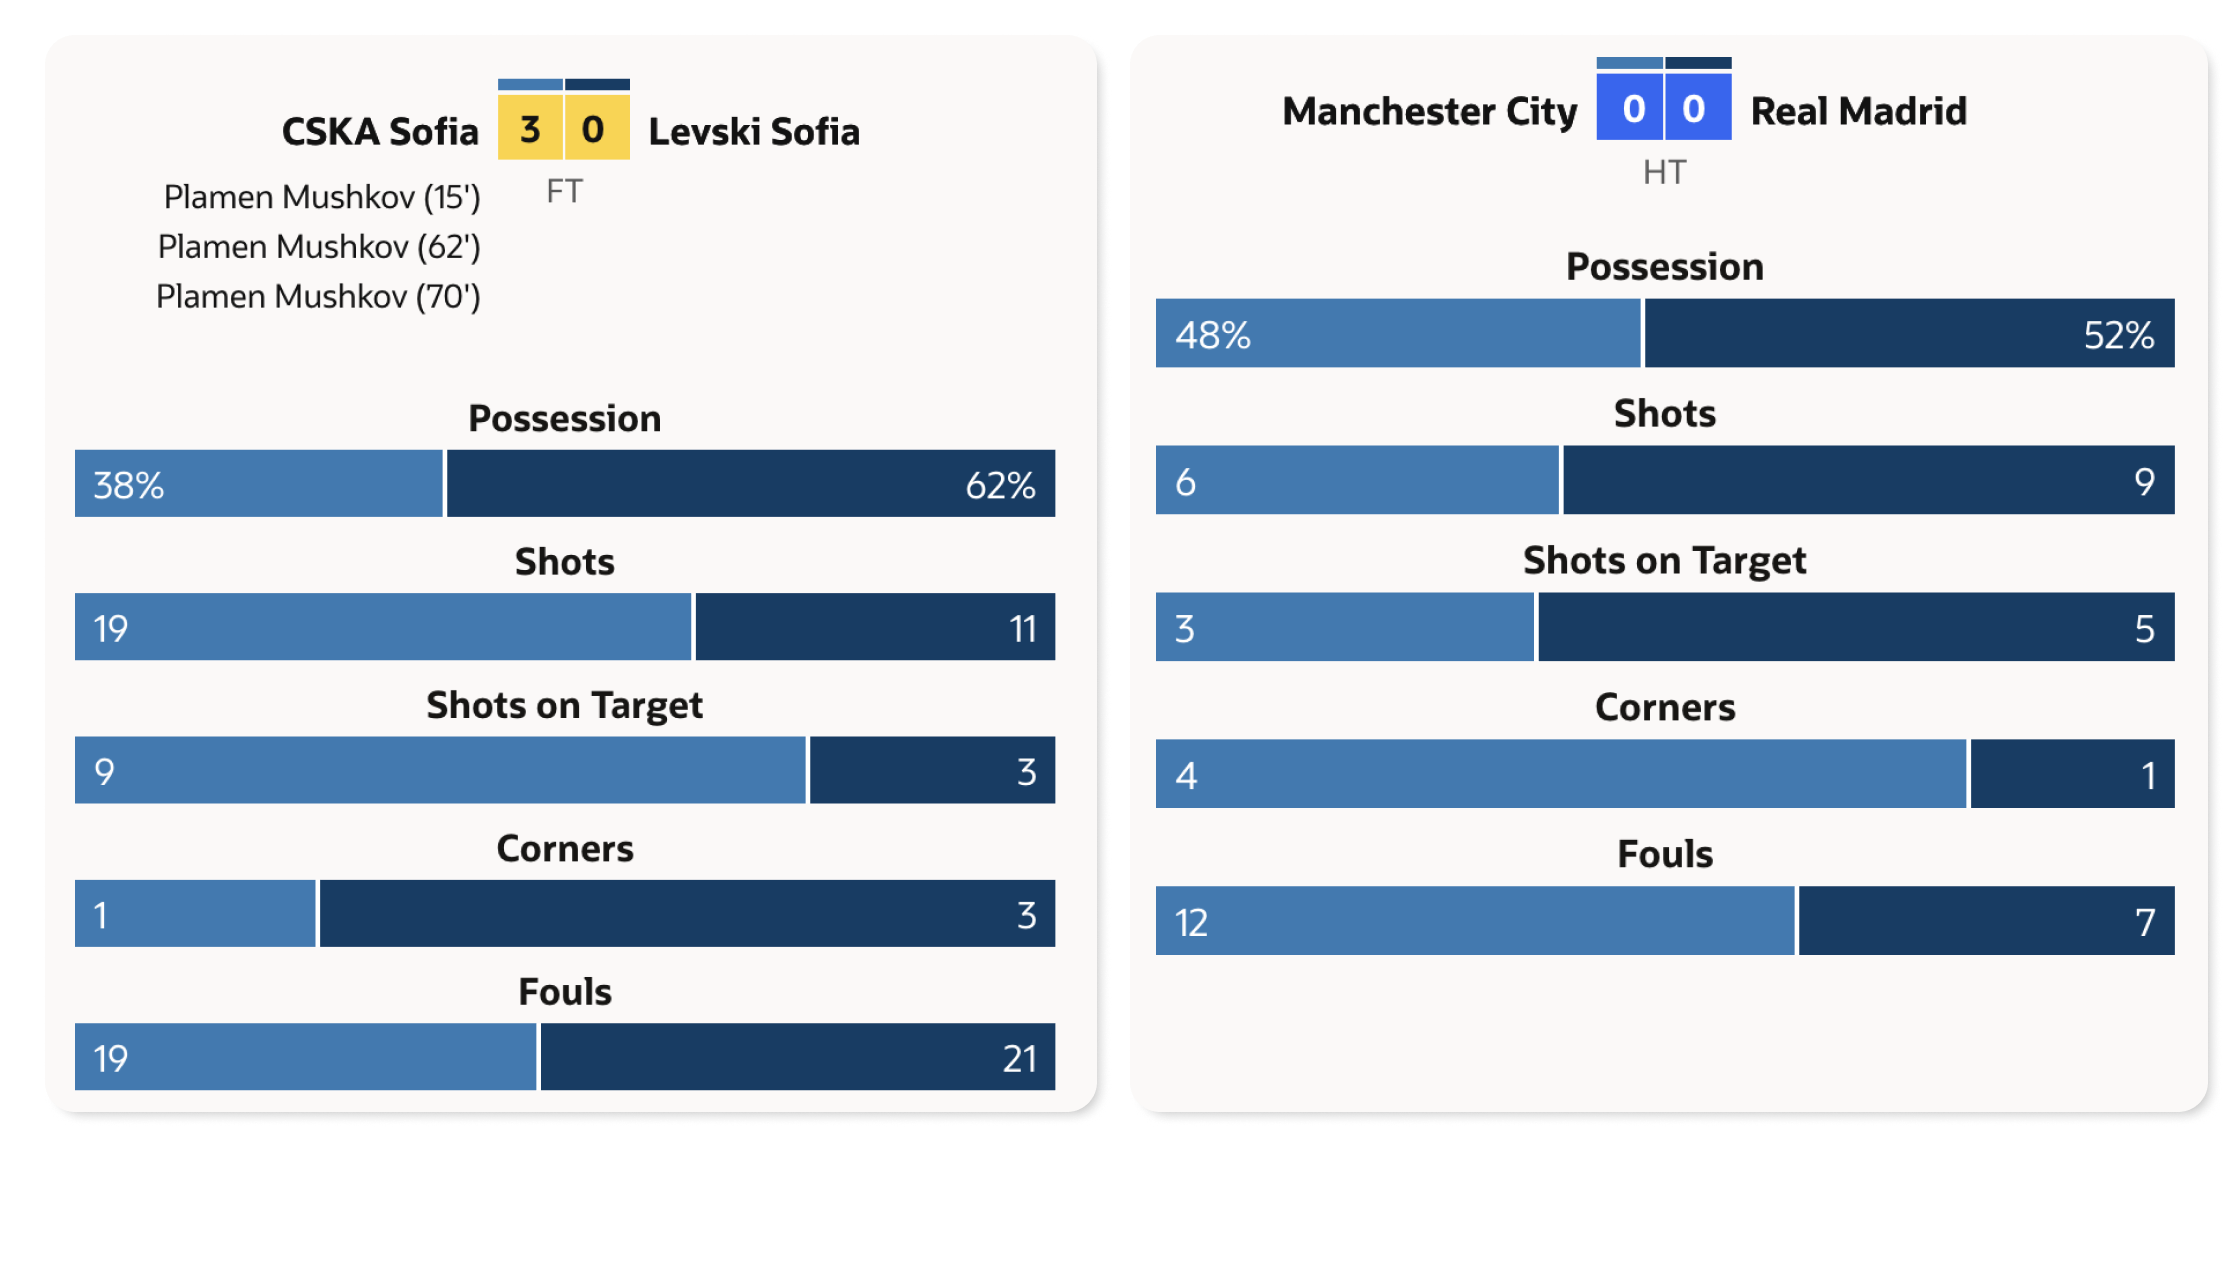 CSKA Sofia 3 0 Levski Sofia
FT
Plamen Mushkov (15')
Plamen Mushkov (62')
Plamen Mushkov (70')
Possession
38% 62%
Shots
19 11
Shots on Target
9 3
Corners
1 3
Fouls
19 21
Manchester City 0 0 Real Madrid
HT
Possession
48% 52%
Shots
6 9
Shots on Target
3 5
Corners
4 1
Fouls
12 7